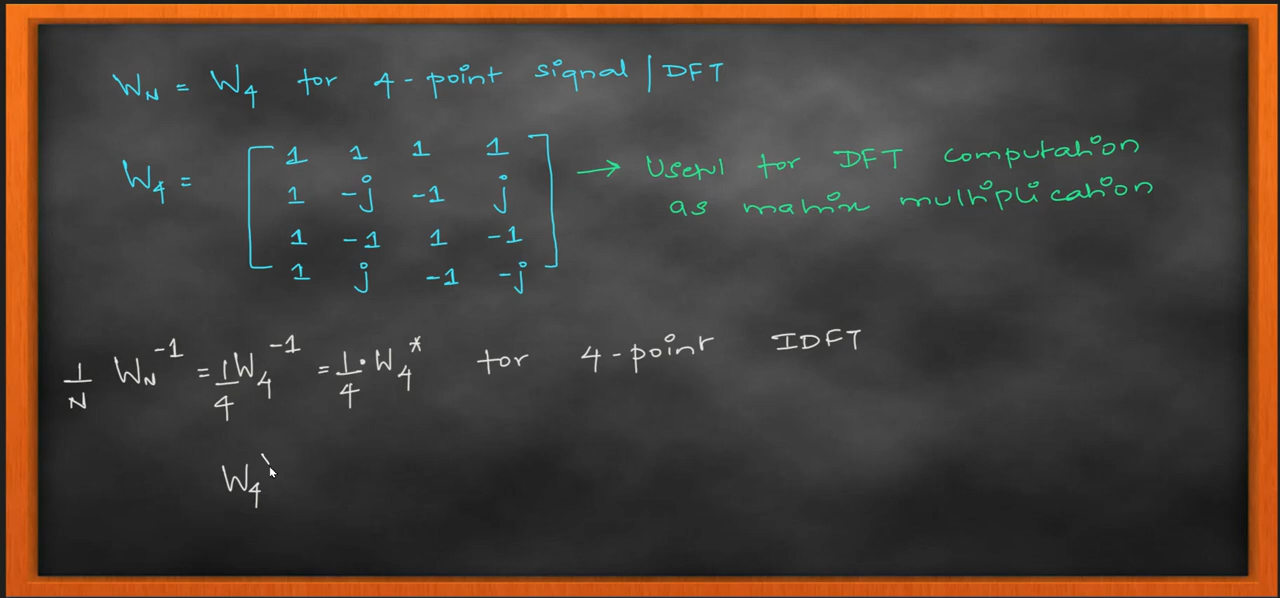 W_N = W_4 for 4-point signal | DFT
W_4 = [ 1 1 1 1
1 -j -1 j
1 -1 1 -1
1 j -1 -j ]
→ Useful for DFT computation
as matrix multiplication
1/N W_N^-1 = 1/4 W_4^-1 = 1/4 · W_4^* for 4-point IDFT
W_4